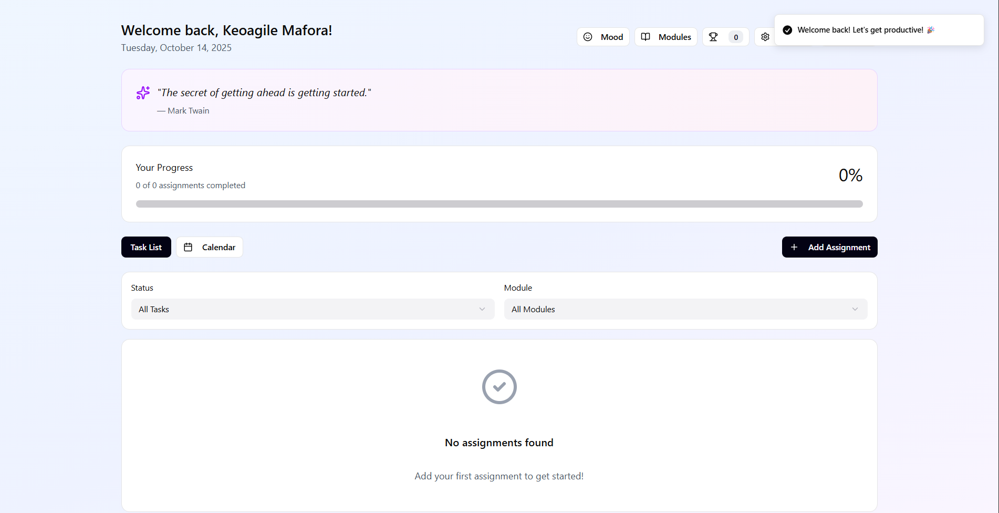 Welcome back, Keoagile Mafora!
Tuesday, October 14, 2025
Mood
Modules
0
Welcome back! Let's get productive! 🎉
"The secret of getting ahead is getting started."
— Mark Twain
Your Progress
0 of 0 assignments completed
0%
Task List
Calendar
+ Add Assignment
Status
Module
All Tasks
All Modules
No assignments found
Add your first assignment to get started!